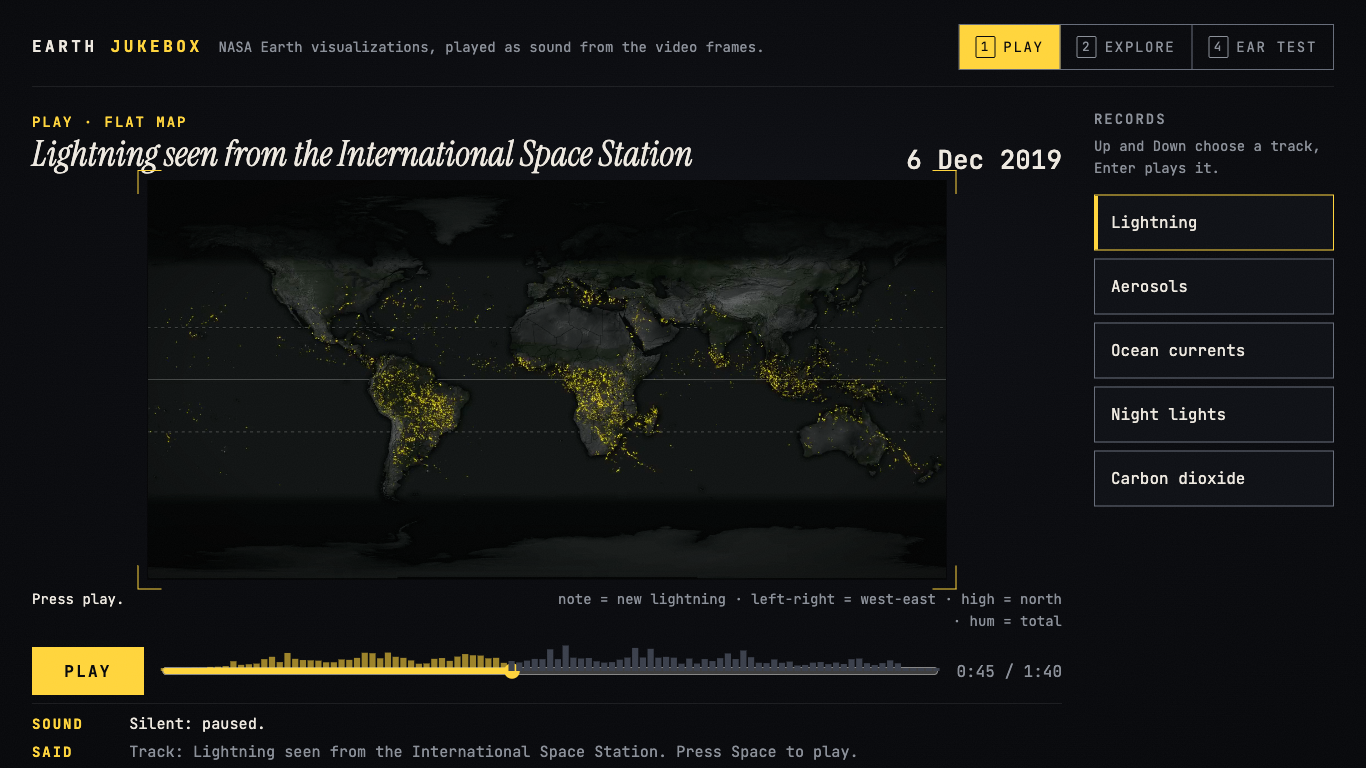 EARTH JUKEBOX NASA Earth visualizations, played as sound from the video frames.
1 PLAY 2 EXPLORE 4 EAR TEST
PLAY · FLAT MAP
Lightning seen from the International Space Station
6 Dec 2019
Press play.
note = new lightning · left-right = west-east · high = north
· hum = total
PLAY
0:45 / 1:40
SOUND Silent: paused.
SAID Track: Lightning seen from the International Space Station. Press Space to play.
RECORDS
Up and Down choose a track,
Enter plays it.
Lightning
Aerosols
Ocean currents
Night lights
Carbon dioxide